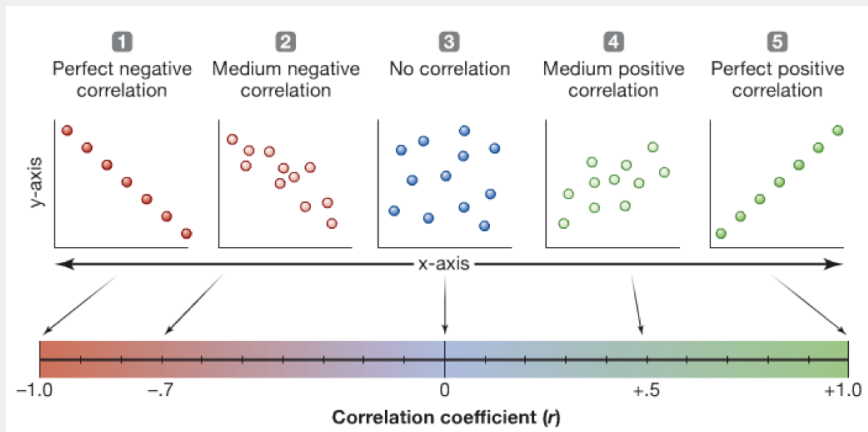 1
Perfect negative
correlation
2
Medium negative
correlation
3
No correlation
4
Medium positive
correlation
5
Perfect positive
correlation
y-axis
x-axis
–1.0
–.7
0
+.5
+1.0
Correlation coefficient (r)